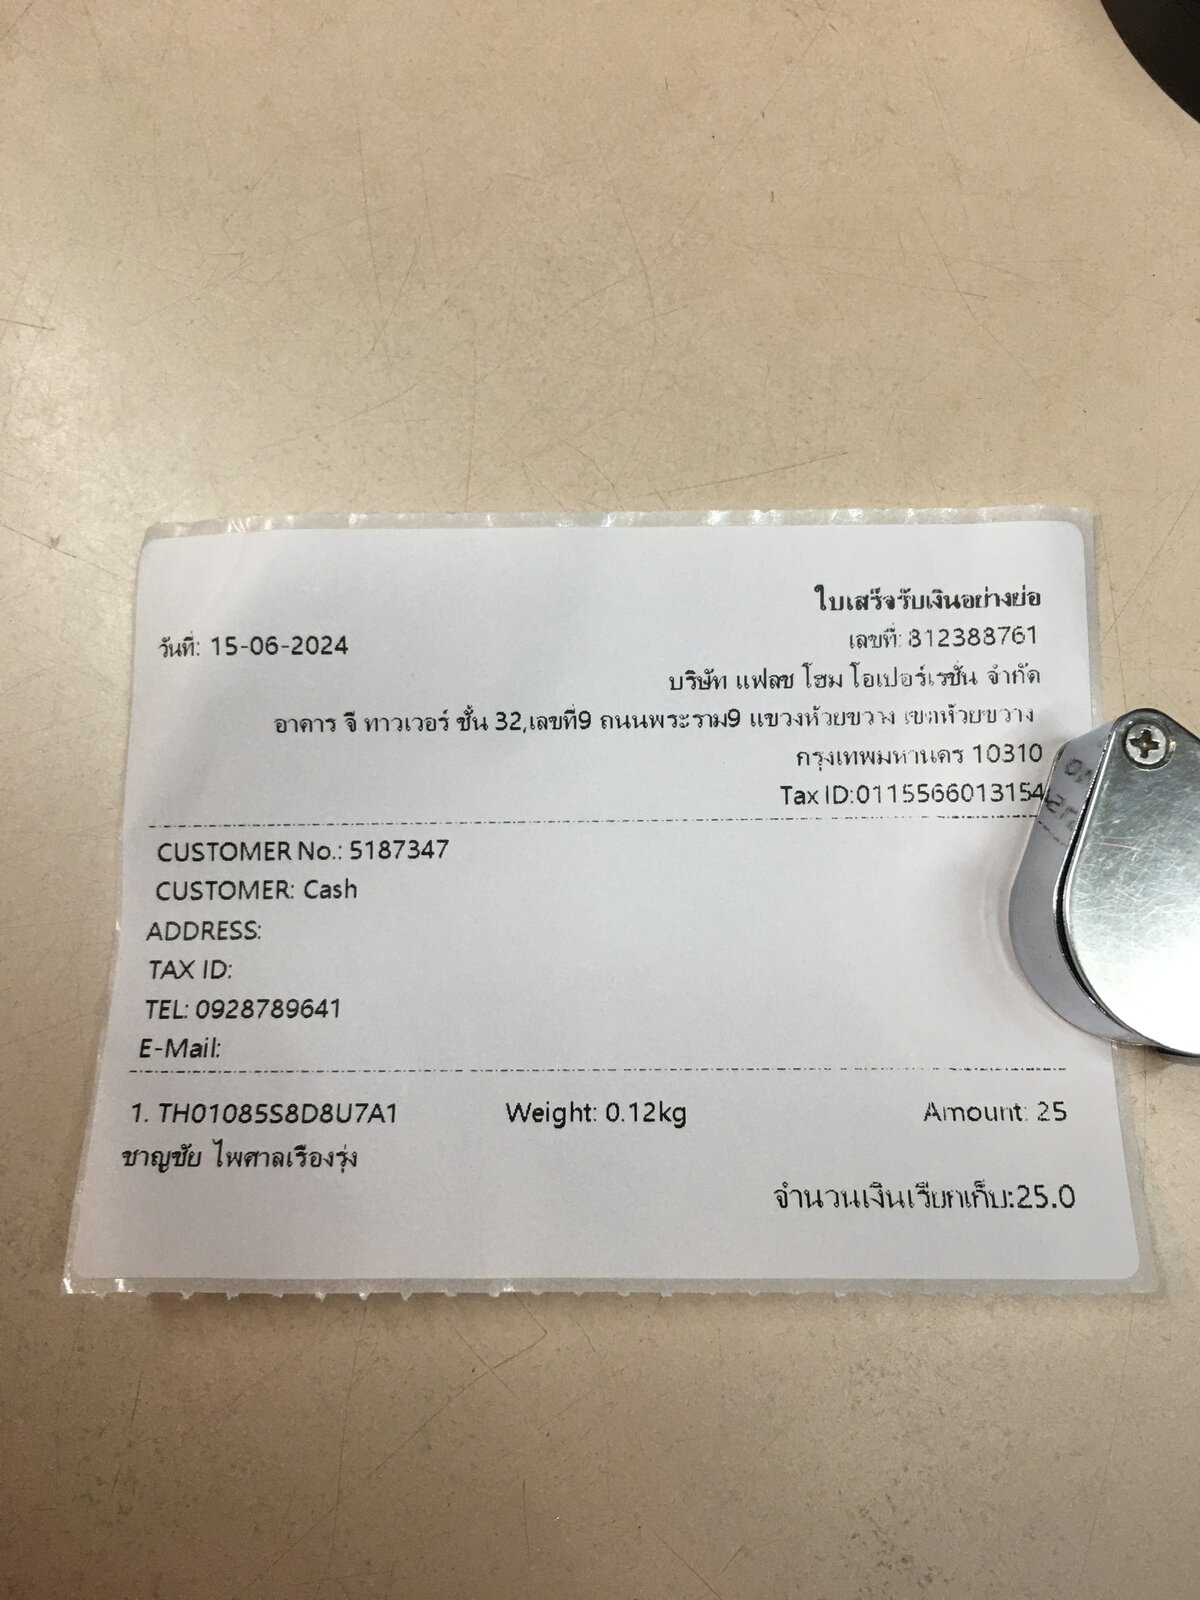 ใบเสร็จรับเงินอย่างย่อ
วันที่: 15-06-2024
เลขที่: 812388761
บริษัท แฟลช โฮม โอเปอร์เรชั่น จำกัด
อาคาร จี ทาวเวอร์ ชั้น 32,เลขที่9 ถนนพระราม9 แขวงห้วยขวาง เขตห้วยขวาง
กรุงเทพมหานคร 10310
Tax ID:0115566013154
CUSTOMER No.: 5187347
CUSTOMER: Cash
ADDRESS:
TAX ID:
TEL: 0928789641
E-Mail:
1. TH01085S8D8U7A1 Weight: 0.12kg Amount: 25
ชาญชัย ไพศาลเรืองรุ่ง
จำนวนเงินเรียกเก็บ:25.0